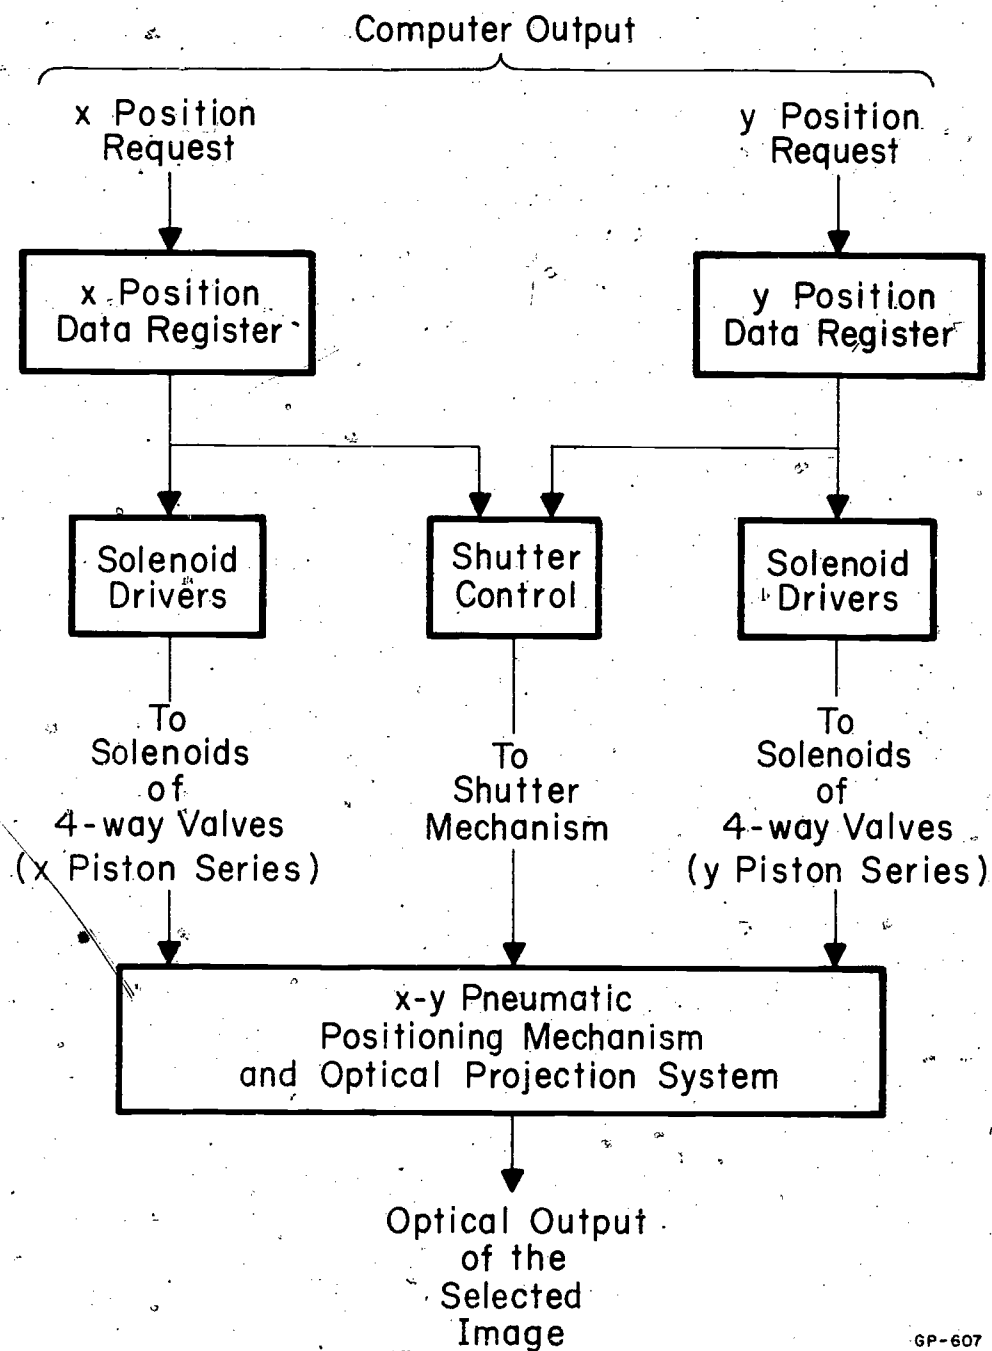 Computer Output
x Position
Request
y Position
Request
x Position
Data Register
y Position
Data Register
Solenoid
Drivers
Shutter
Control
Solenoid
Drivers
To
Solenoids
of
4-way Valves
(x Piston Series)
To
Shutter
Mechanism
To
Solenoids
of
4-way Valves
(y Piston Series)
x-y Pneumatic
Positioning Mechanism
and Optical Projection System
Optical Output
of the
Selected
Image
GP-607